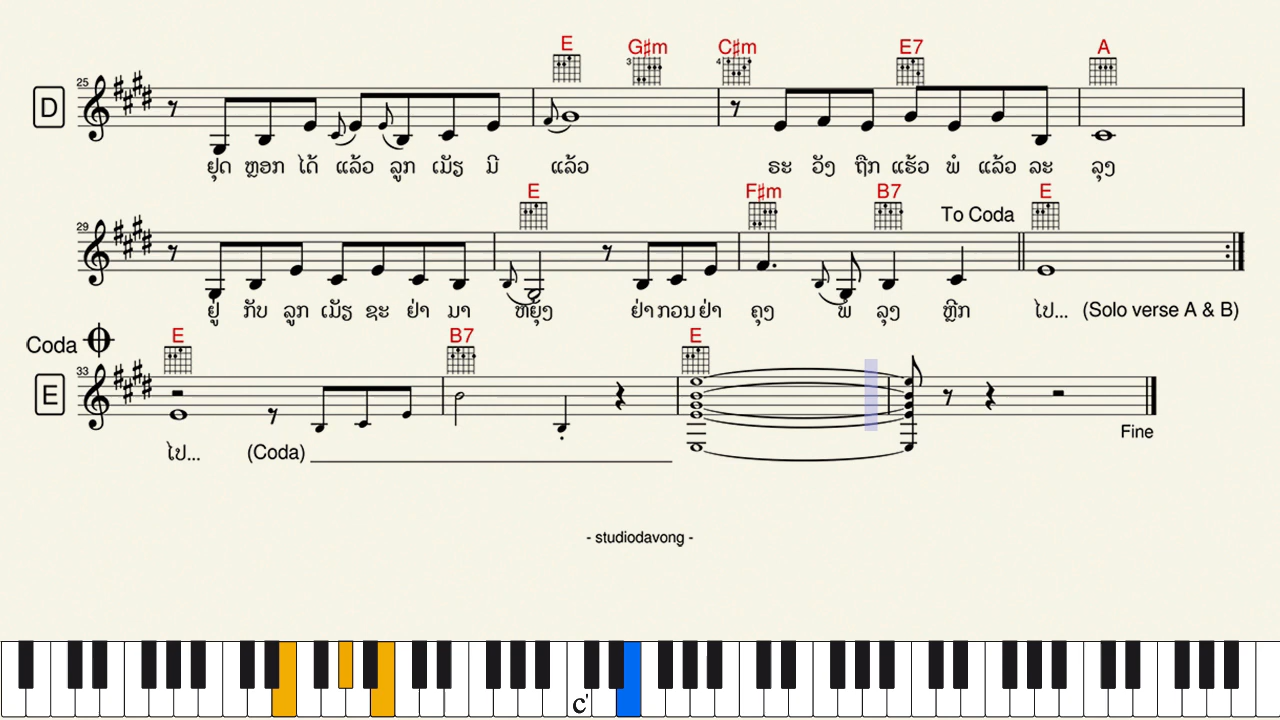 E G♯m C♯m E7 A
25
D
ຢຸດ ຫຼອກ ໄດ້ ແລ້ວ ລູກ ເມັຽ ມີ ແລ້ວ ຣະ ວັງ ຖືກ ແຮ້ວ ພໍ່ ແລ້ວ ລະ ລຸງ
E F♯m B7 To Coda E
29
ຢູ່ ກັບ ລູກ ເມັຽ ຊະ ຢ່າ ນາ ຫຍຸ້ງ ຢ່າ ກວນ ຢ່າ ຄຸງ ພໍ່ ລຸງ ຫຼີກ ໄປ... (Solo verse A & B)
Coda E B7 E
33
E
Fine
ໄປ... (Coda)
- studiodavong -
c'